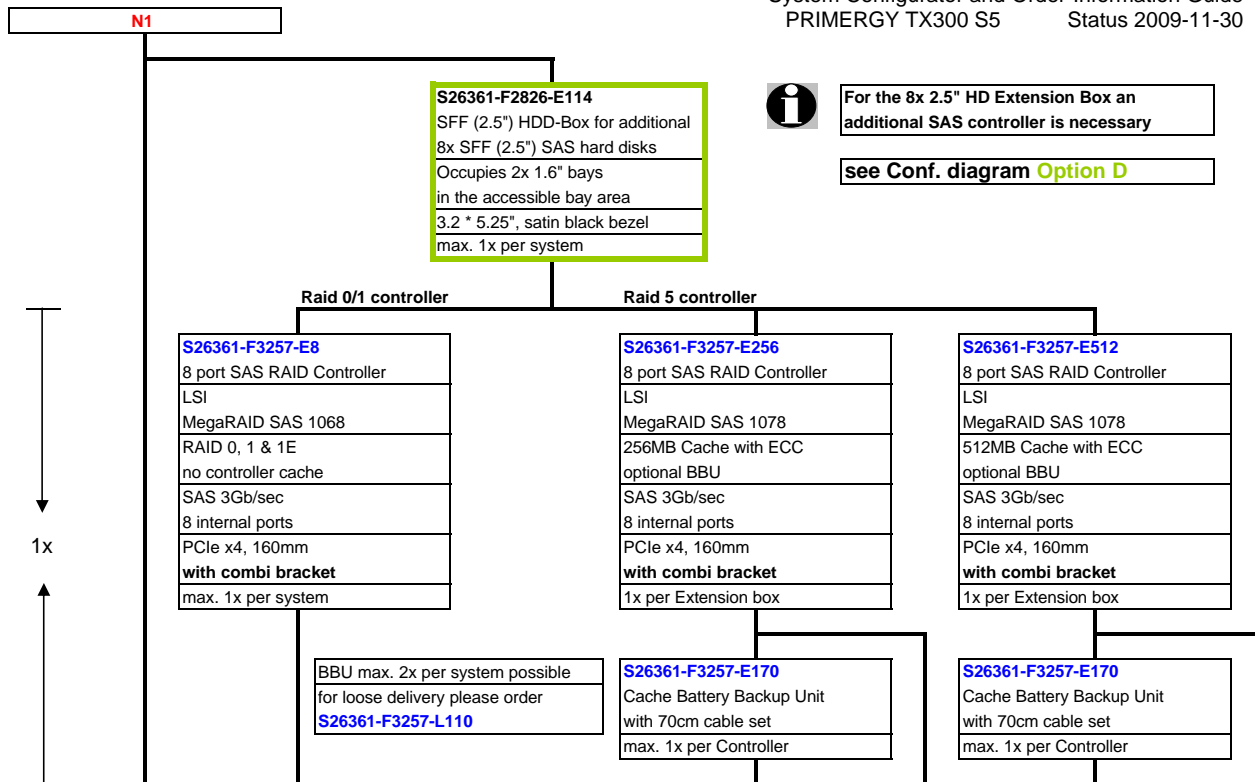 System Configurator and Order-Information Guide
PRIMERGY TX300 S5 Status 2009-11-30
N1
S26361-F2826-E114
SFF (2.5") HDD-Box for additional
8x SFF (2.5") SAS hard disks
Occupies 2x 1.6" bays
in the accessible bay area
3.2 * 5.25", satin black bezel
max. 1x per system
For the 8x 2.5" HD Extension Box an
additional SAS controller is necessary
see Conf. diagram Option D
Raid 0/1 controller
Raid 5 controller
1x
S26361-F3257-E8
8 port SAS RAID Controller
LSI
MegaRAID SAS 1068
RAID 0, 1 & 1E
no controller cache
SAS 3Gb/sec
8 internal ports
PCIe x4, 160mm
with combi bracket
max. 1x per system
S26361-F3257-E256
8 port SAS RAID Controller
LSI
MegaRAID SAS 1078
256MB Cache with ECC
optional BBU
SAS 3Gb/sec
8 internal ports
PCIe x4, 160mm
with combi bracket
1x per Extension box
S26361-F3257-E512
8 port SAS RAID Controller
LSI
MegaRAID SAS 1078
512MB Cache with ECC
optional BBU
SAS 3Gb/sec
8 internal ports
PCIe x4, 160mm
with combi bracket
1x per Extension box
BBU max. 2x per system possible
for loose delivery please order
S26361-F3257-L110
S26361-F3257-E170
Cache Battery Backup Unit
with 70cm cable set
max. 1x per Controller
S26361-F3257-E170
Cache Battery Backup Unit
with 70cm cable set
max. 1x per Controller